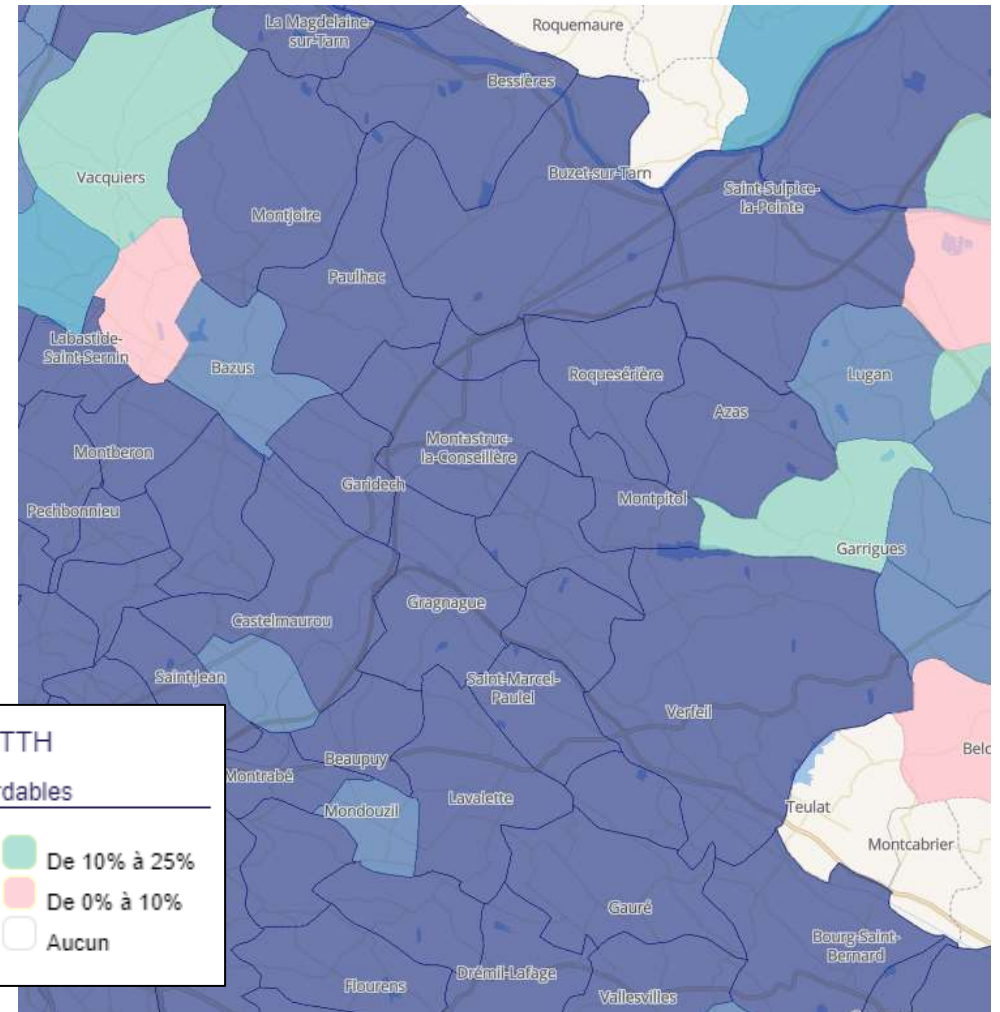 La Magdelaine-
sur-Tarn
Roquemaure
Bessières
Vacquiers
Buzet-sur-Tarn
Saint-Sulpice-
la-Pointe
Montjoire
Paulhac
Labastide-
Saint-Sernin
Bazus
Roquesérière
Lugan
Azas
Montberon
Montastruc-
la-Conseillère
Garidech
Montpitol
Pechbonnieu
Garrigues
Gragnague
Castelmaurou
Saint-Jean
Saint-Marcel-
Paulel
Verfeil
TTH
Belc
Beaupuy
Montrabé
rdables
Lavalette
Mondouzil
Teulat
Montcabrier
De 10% à 25%
De 0% à 10%
Aucun
Gauré
Bourg-Saint-
Bernard
Drémil-Lafage
Flourens
Vallesvilles